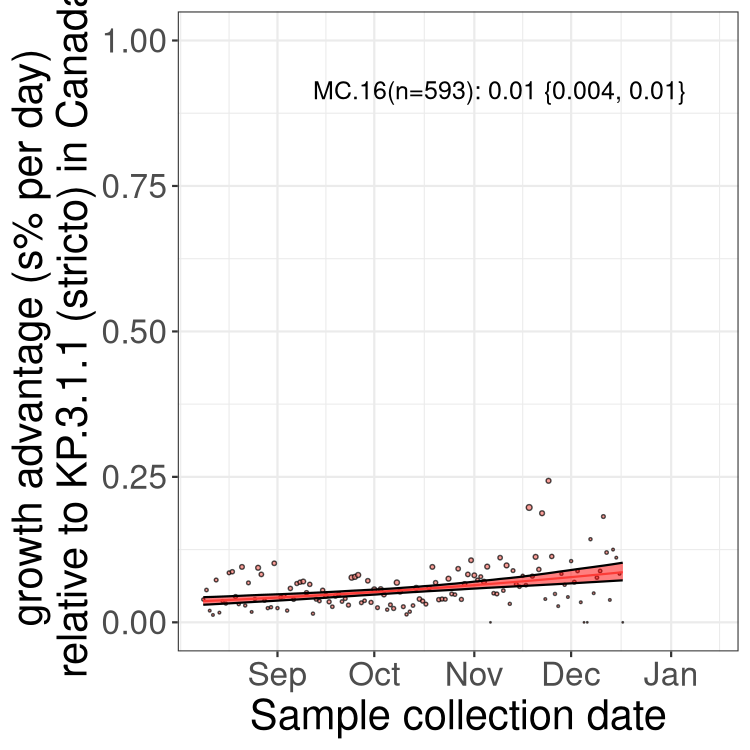 growth advantage (s% per day)
relative to KP.3.1.1 (stricto) in Canada
1.00
0.75
0.50
0.25
0.00
MC.16(n=593): 0.01 {0.004, 0.01}
Sep Oct Nov Dec Jan
Sample collection date